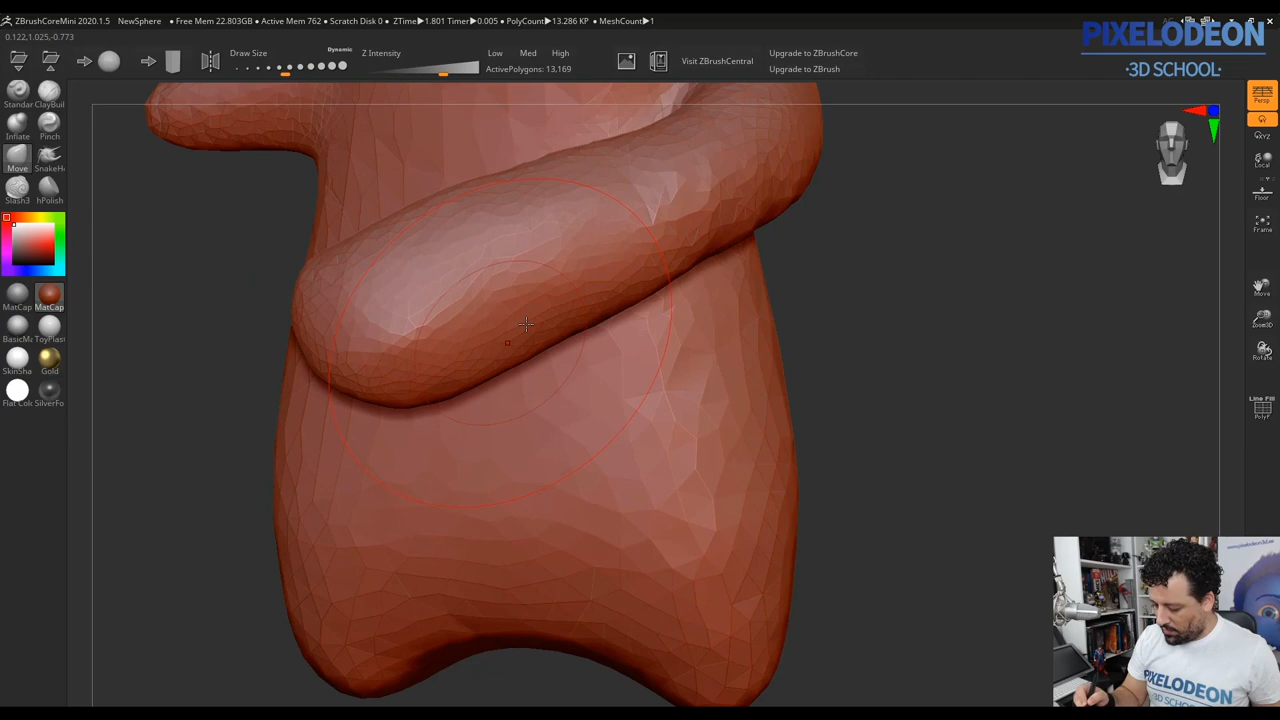 ZBrushCoreMini 2020.1.5 NewSphere • Free Mem 22.803GB • Active Mem 762 • Scratch Disk 0 • ZTime▸1.801 Timer▸0.005 • PolyCount▸13.286 KP • MeshCount▸1
0.122,1.025,-0.773
PIXELODEON
·3D SCHOOL·
Draw Size
Dynamic
Z Intensity
Low Med High
ActivePolygons: 13,169
Visit ZBrushCentral
Upgrade to ZBrushCore
Upgrade to ZBrush
Standar
ClayBuil
Inflate
Pinch
Move
SnakeH
Slash3
hPolish
MatCap
MatCap
BasicMa
ToyPlast
SkinSha
Gold
Flat Colo
SilverFo
Persp
XYZ
Local
Floor
Frame
Move
Zoom3D
Rotate
Line Fill
PolyF
PIXELODEON
·3D SCHOOL·